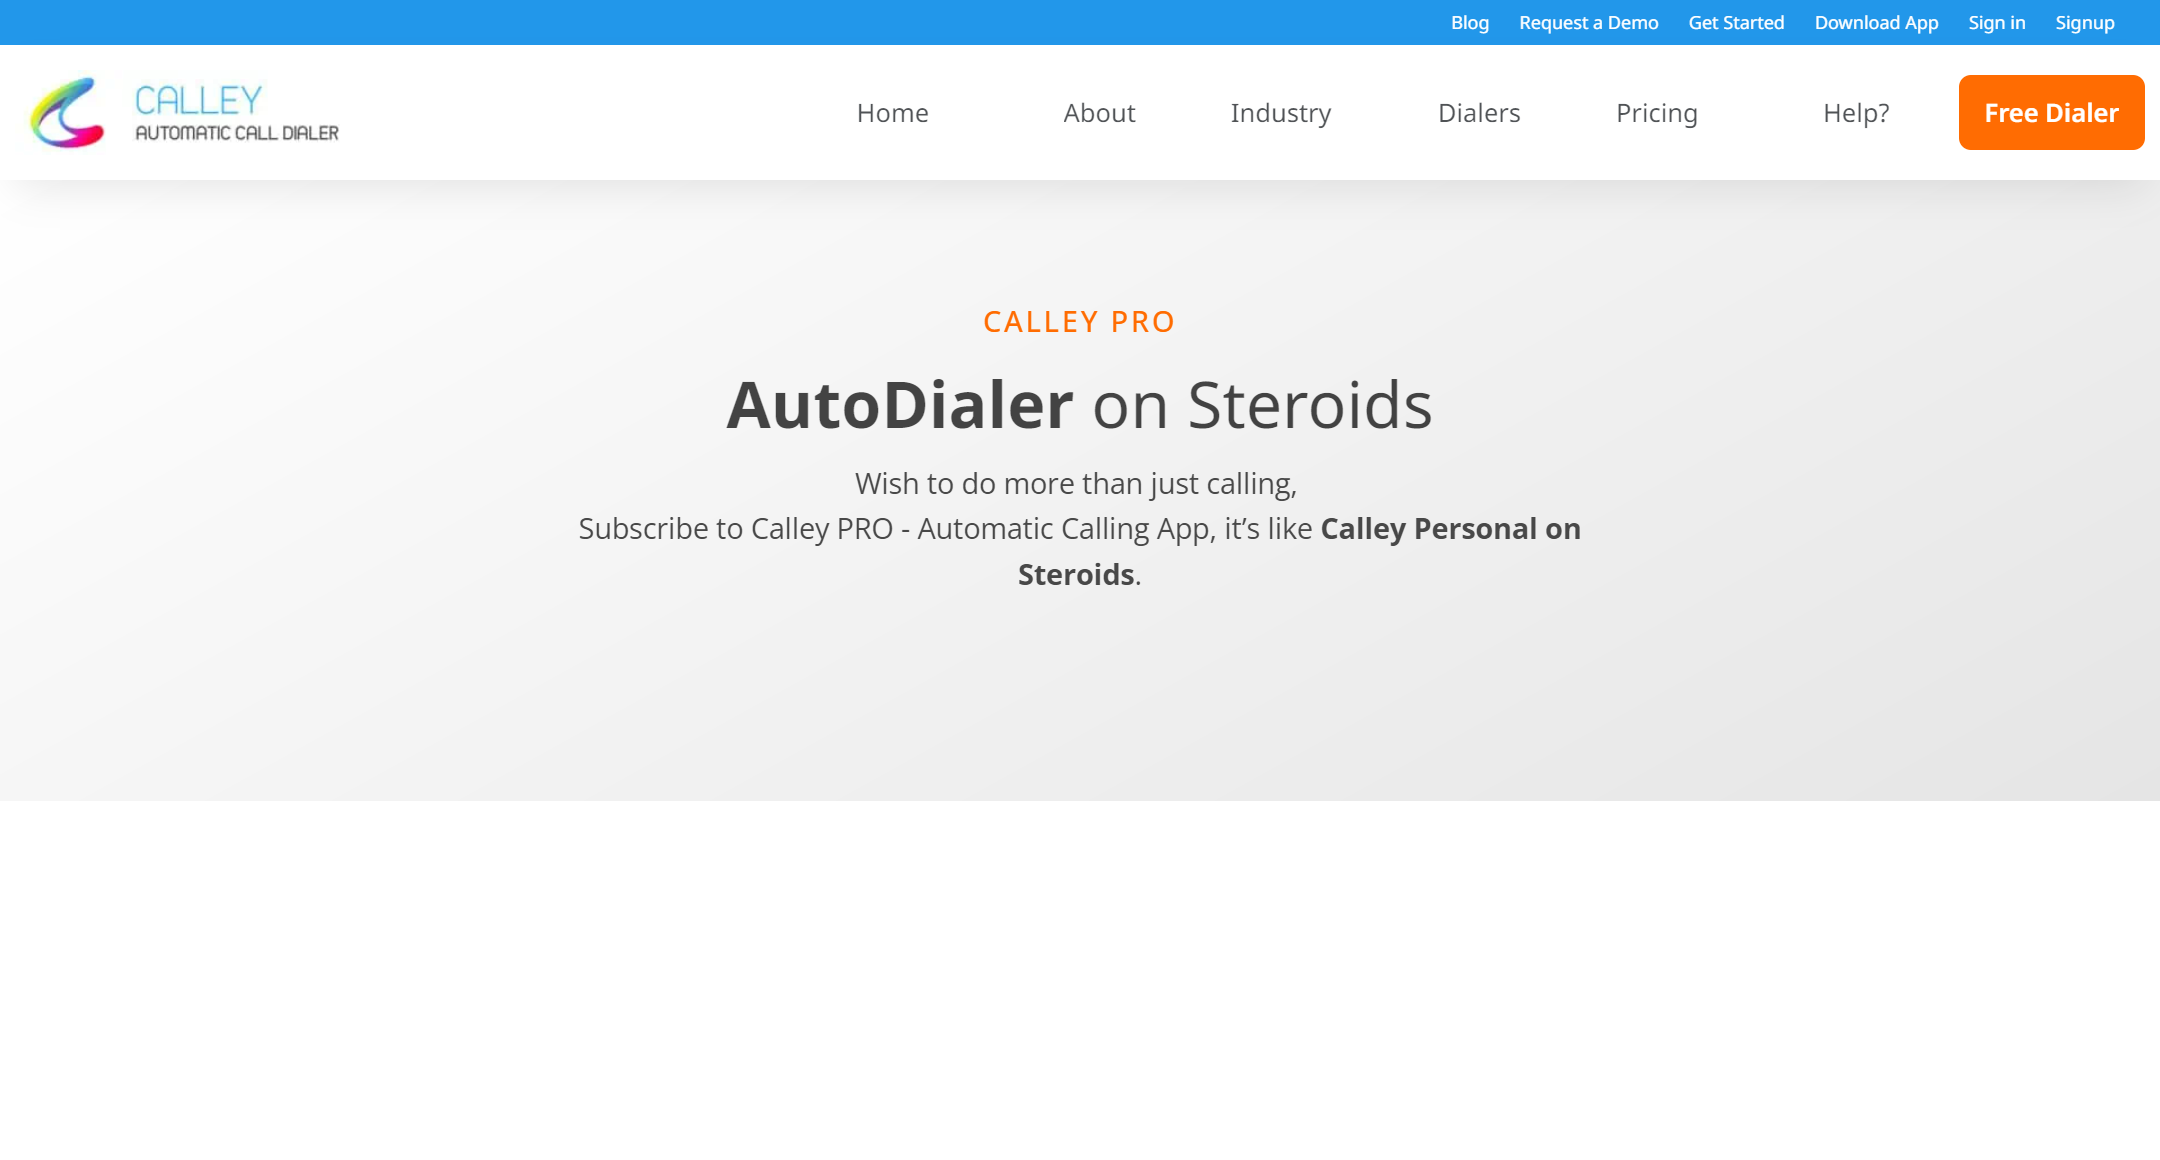 Blog Request a Demo Get Started Download App Sign in Signup
CALLEY
AUTOMATIC CALL DIALER
Home About Industry Dialers Pricing Help? Free Dialer
CALLEY PRO
AutoDialer on Steroids
Wish to do more than just calling,
Subscribe to Calley PRO - Automatic Calling App, it’s like Calley Personal on
Steroids.